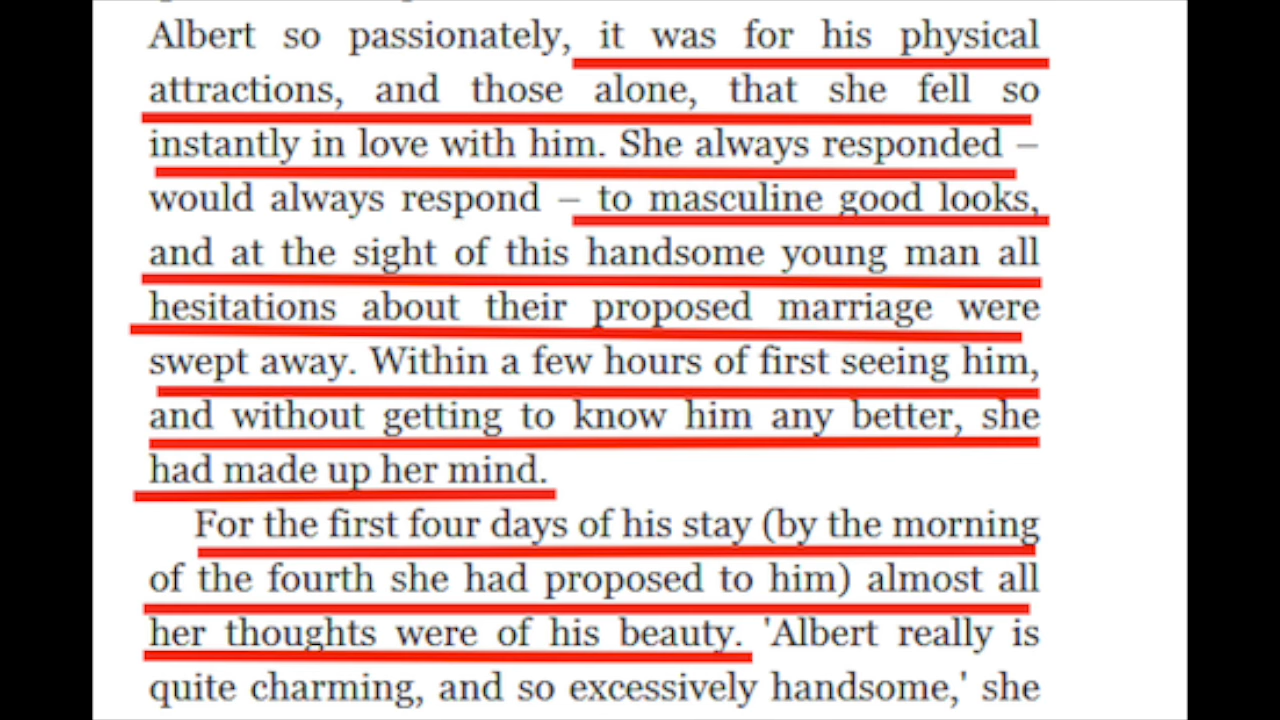 Albert so passionately, it was for his physical
attractions, and those alone, that she fell so
instantly in love with him. She always responded –
would always respond – to masculine good looks,
and at the sight of this handsome young man all
hesitations about their proposed marriage were
swept away. Within a few hours of first seeing him,
and without getting to know him any better, she
had made up her mind.
For the first four days of his stay (by the morning
of the fourth she had proposed to him) almost all
her thoughts were of his beauty. 'Albert really is
quite charming, and so excessively handsome,' she